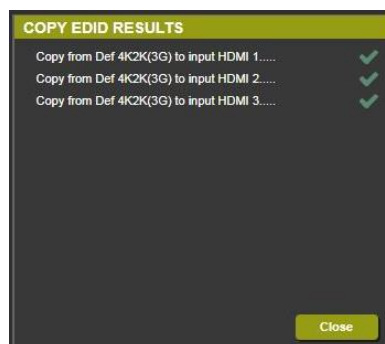 COPY EDID RESULTS
Copy from Def 4K2K(3G) to input HDMI 1.....
Copy from Def 4K2K(3G) to input HDMI 2.....
Copy from Def 4K2K(3G) to input HDMI 3.....
Close